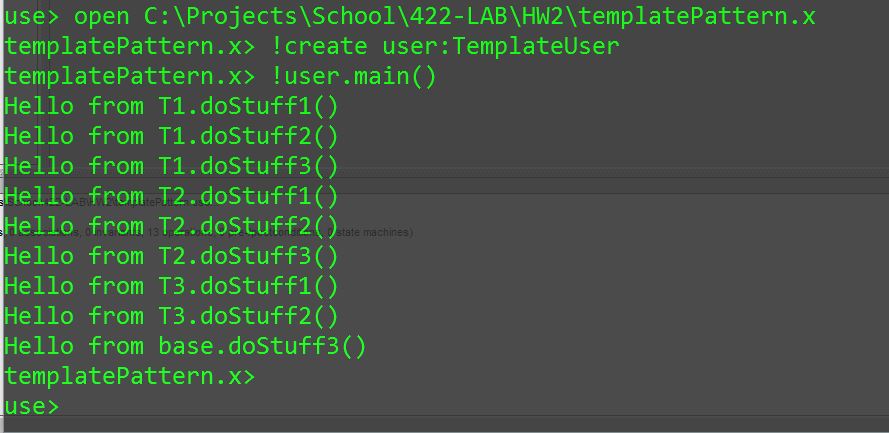 use> open C:\Projects\School\422-LAB\HW2\templatePattern.x
templatePattern.x> !create user:TemplateUser
templatePattern.x> !user.main()
Hello from T1.doStuff1()
Hello from T1.doStuff2()
Hello from T1.doStuff3()
Hello from T2.doStuff1()
Hello from T2.doStuff2()
Hello from T2.doStuff3()
Hello from T3.doStuff1()
Hello from T3.doStuff2()
Hello from base.doStuff3()
templatePattern.x>
use>